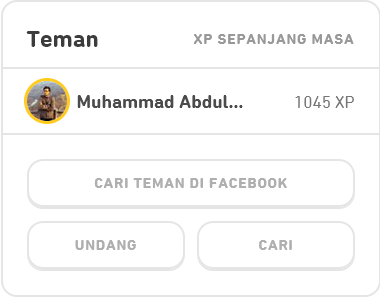 Teman
XP SEPANJANG MASA
Muhammad Abdul...
1045 XP
CARI TEMAN DI FACEBOOK
UNDANG
CARI